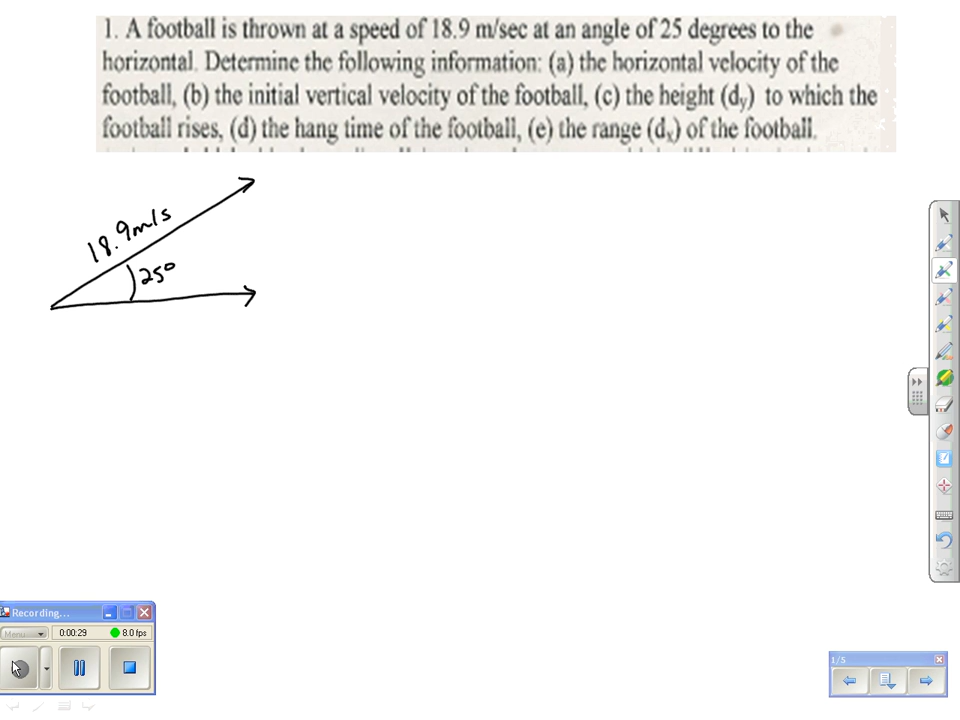 1. A football is thrown at a speed of 18.9 m/sec at an angle of 25 degrees to the
horizontal. Determine the following information: (a) the horizontal velocity of the
football, (b) the initial vertical velocity of the football, (c) the height (dy) to which the
football rises, (d) the hang time of the football, (e) the range (dx) of the football.
18.9 m/s
25°
Recording...
Menu
0:00:29
8.0 fps
1/5